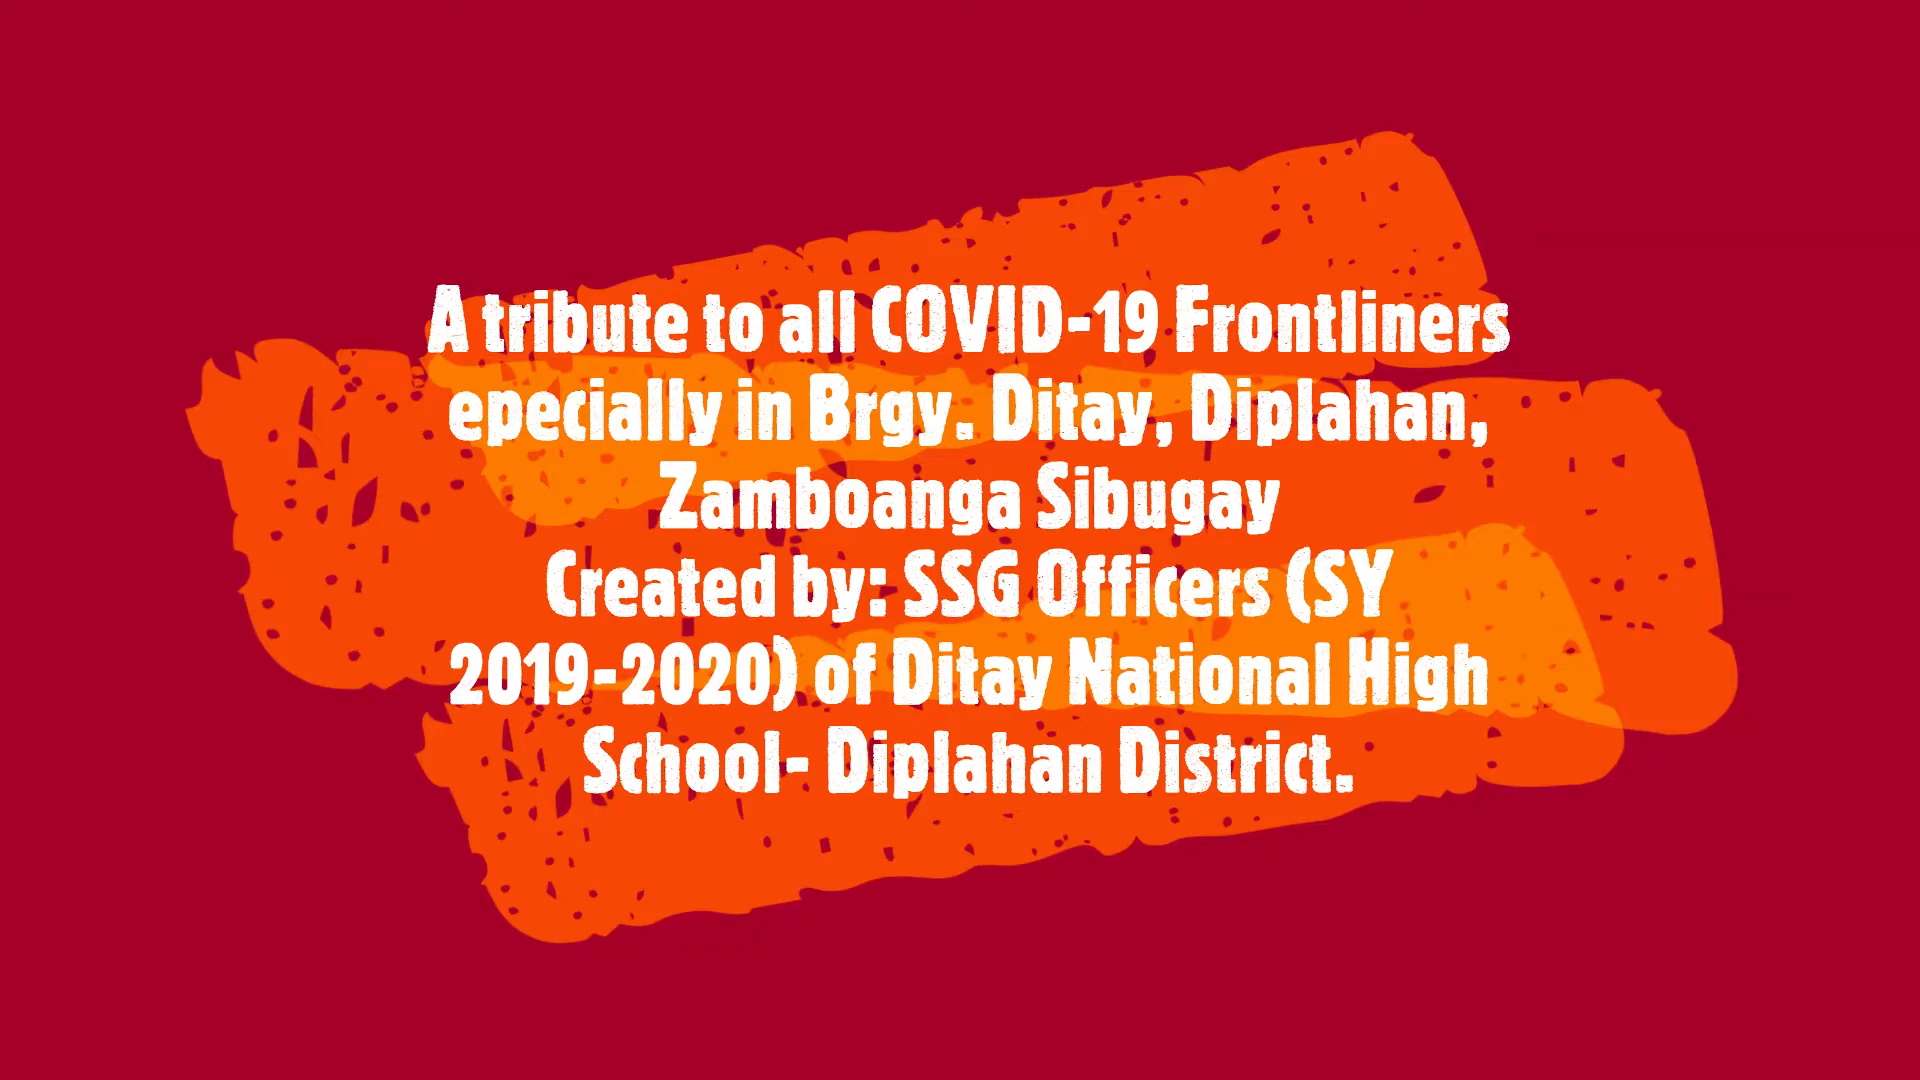 A tribute to all COVID-19 Frontliners
epecially in Brgy. Ditay, Diplahan,
Zamboanga Sibugay
Created by: SSG Officers (SY
2019-2020) of Ditay National High
School- Diplahan District.